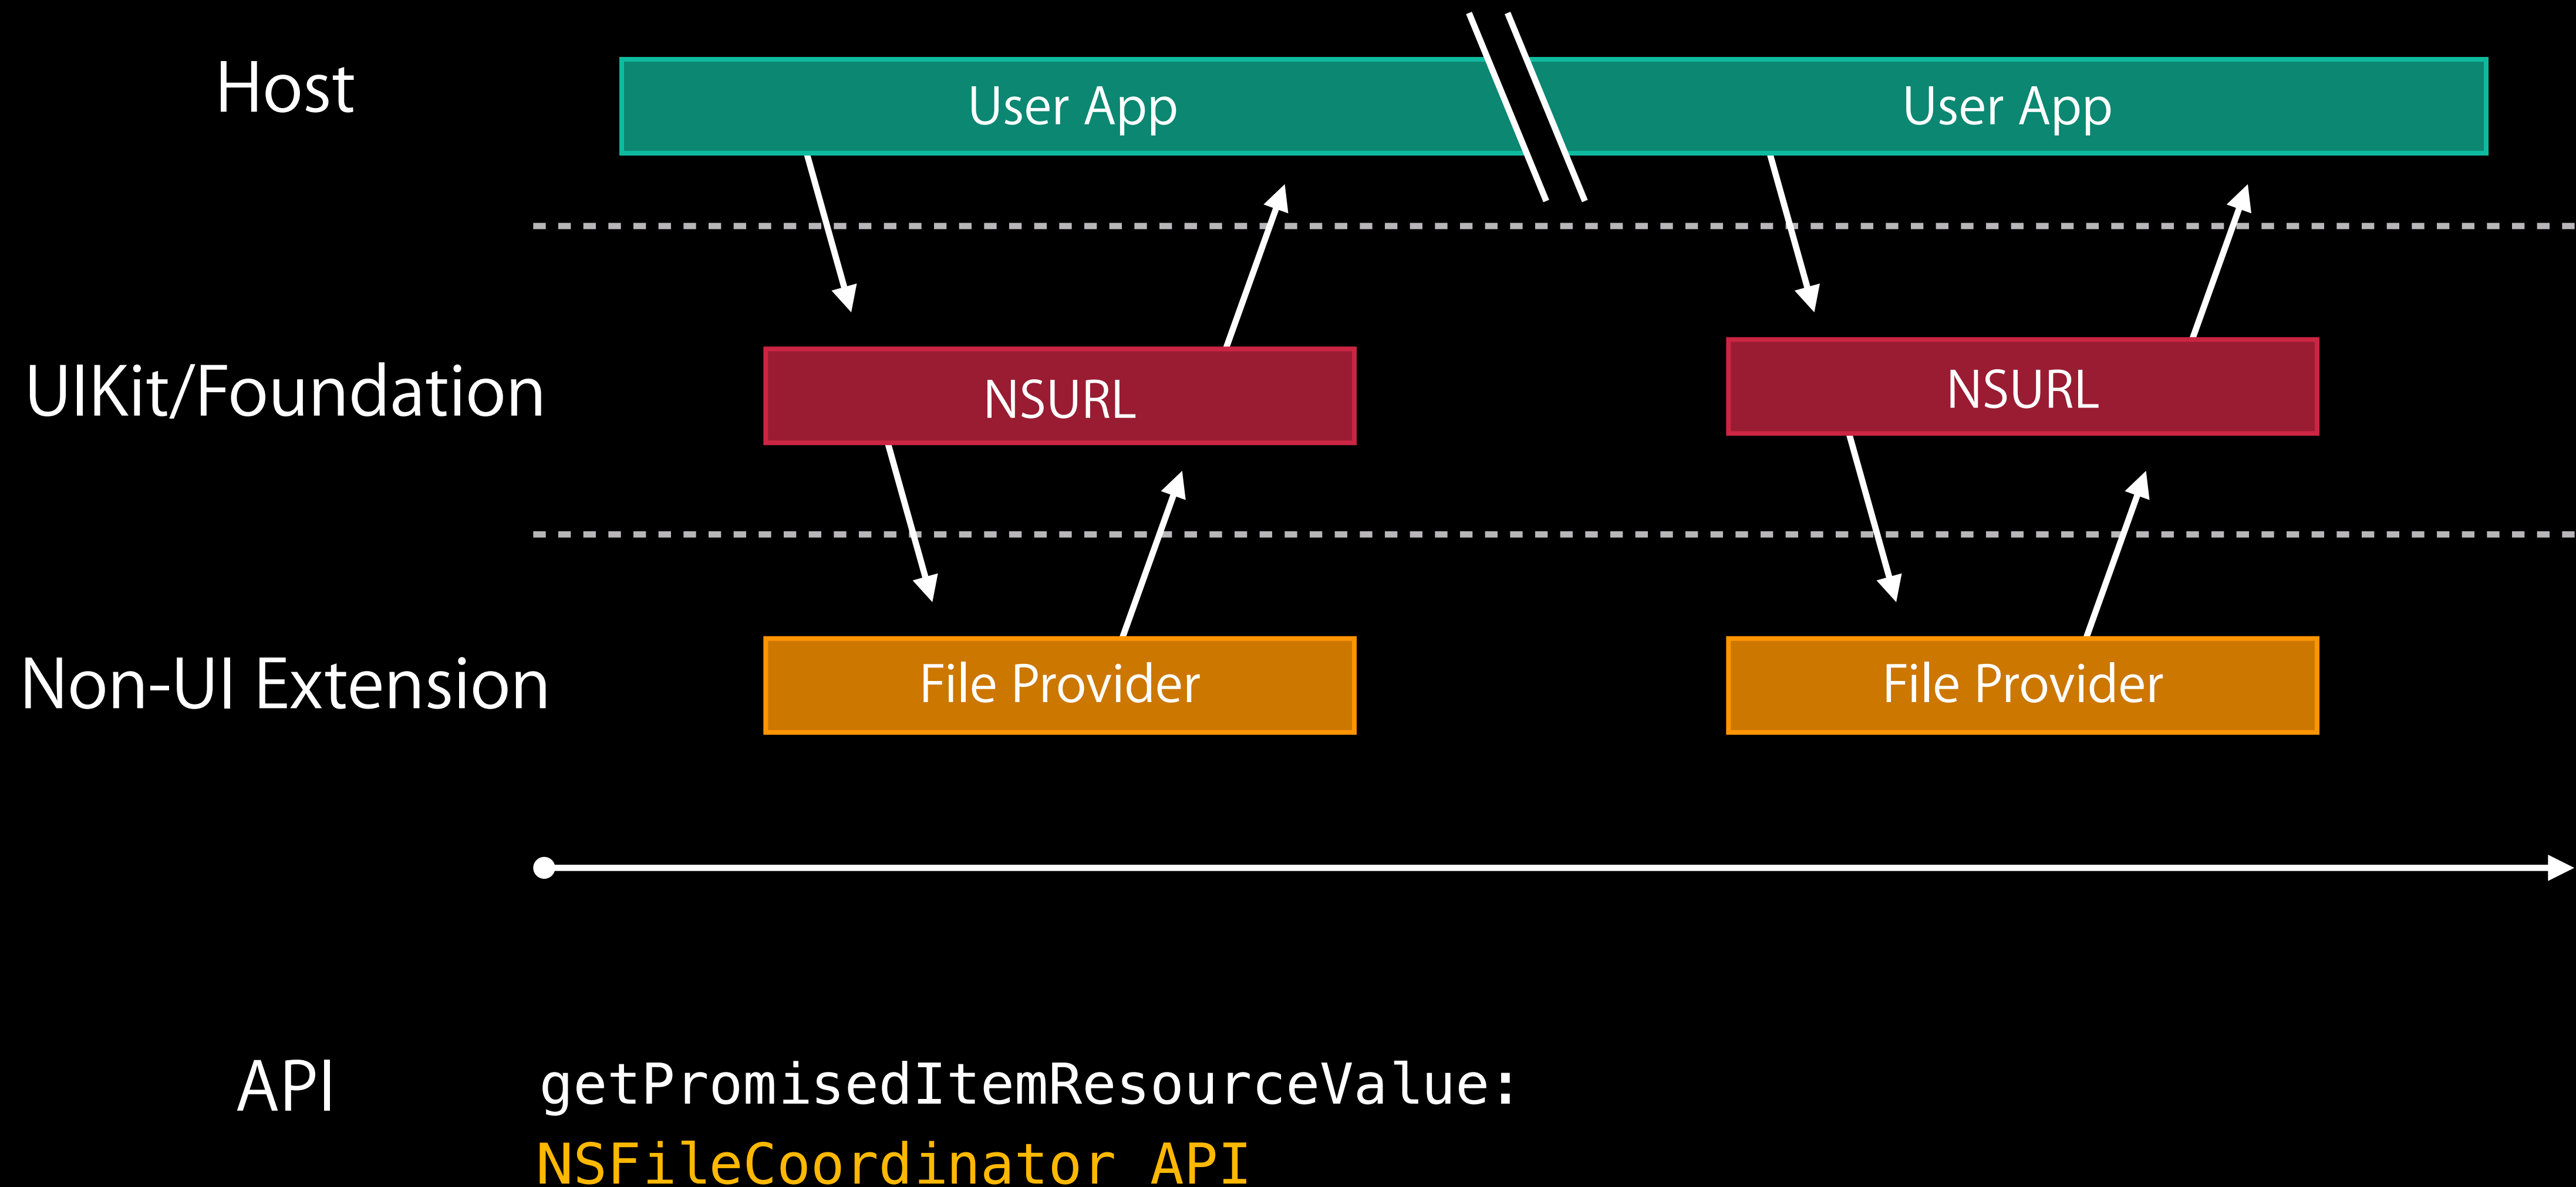 Host
User App
User App
UIKit/Foundation
NSURL
NSURL
Non-UI Extension
File Provider
File Provider
API
getPromisedItemResourceValue:
NSFileCoordinator API